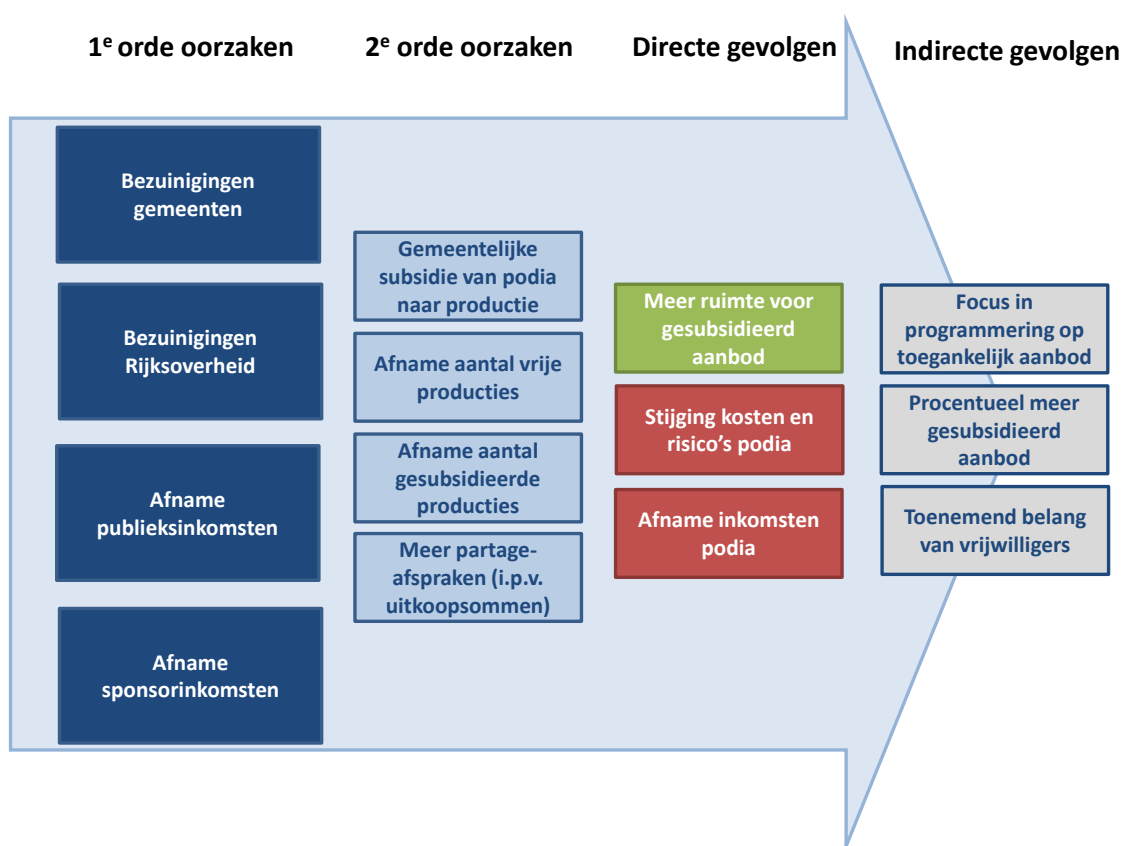 1e orde oorzaken
2e orde oorzaken
Directe gevolgen
Indirecte gevolgen
Bezuinigingen
gemeenten
Bezuinigingen
Rijksoverheid
Afname
publieksinkomsten
Afname
sponsorinkomsten
Gemeentelijke
subsidie van podia
naar productie
Afname aantal vrije
producties
Afname aantal
gesubsidieerde
producties
Meer partage-
afspraken (i.p.v.
uitkoopsommen)
Meer ruimte voor
gesubsidieerd
aanbod
Stijging kosten en
risico's podia
Afname inkomsten
podia
Focus in
programmering op
toegankelijk aanbod
Procentueel meer
gesubsidieerd
aanbod
Toenemend belang
van vrijwilligers